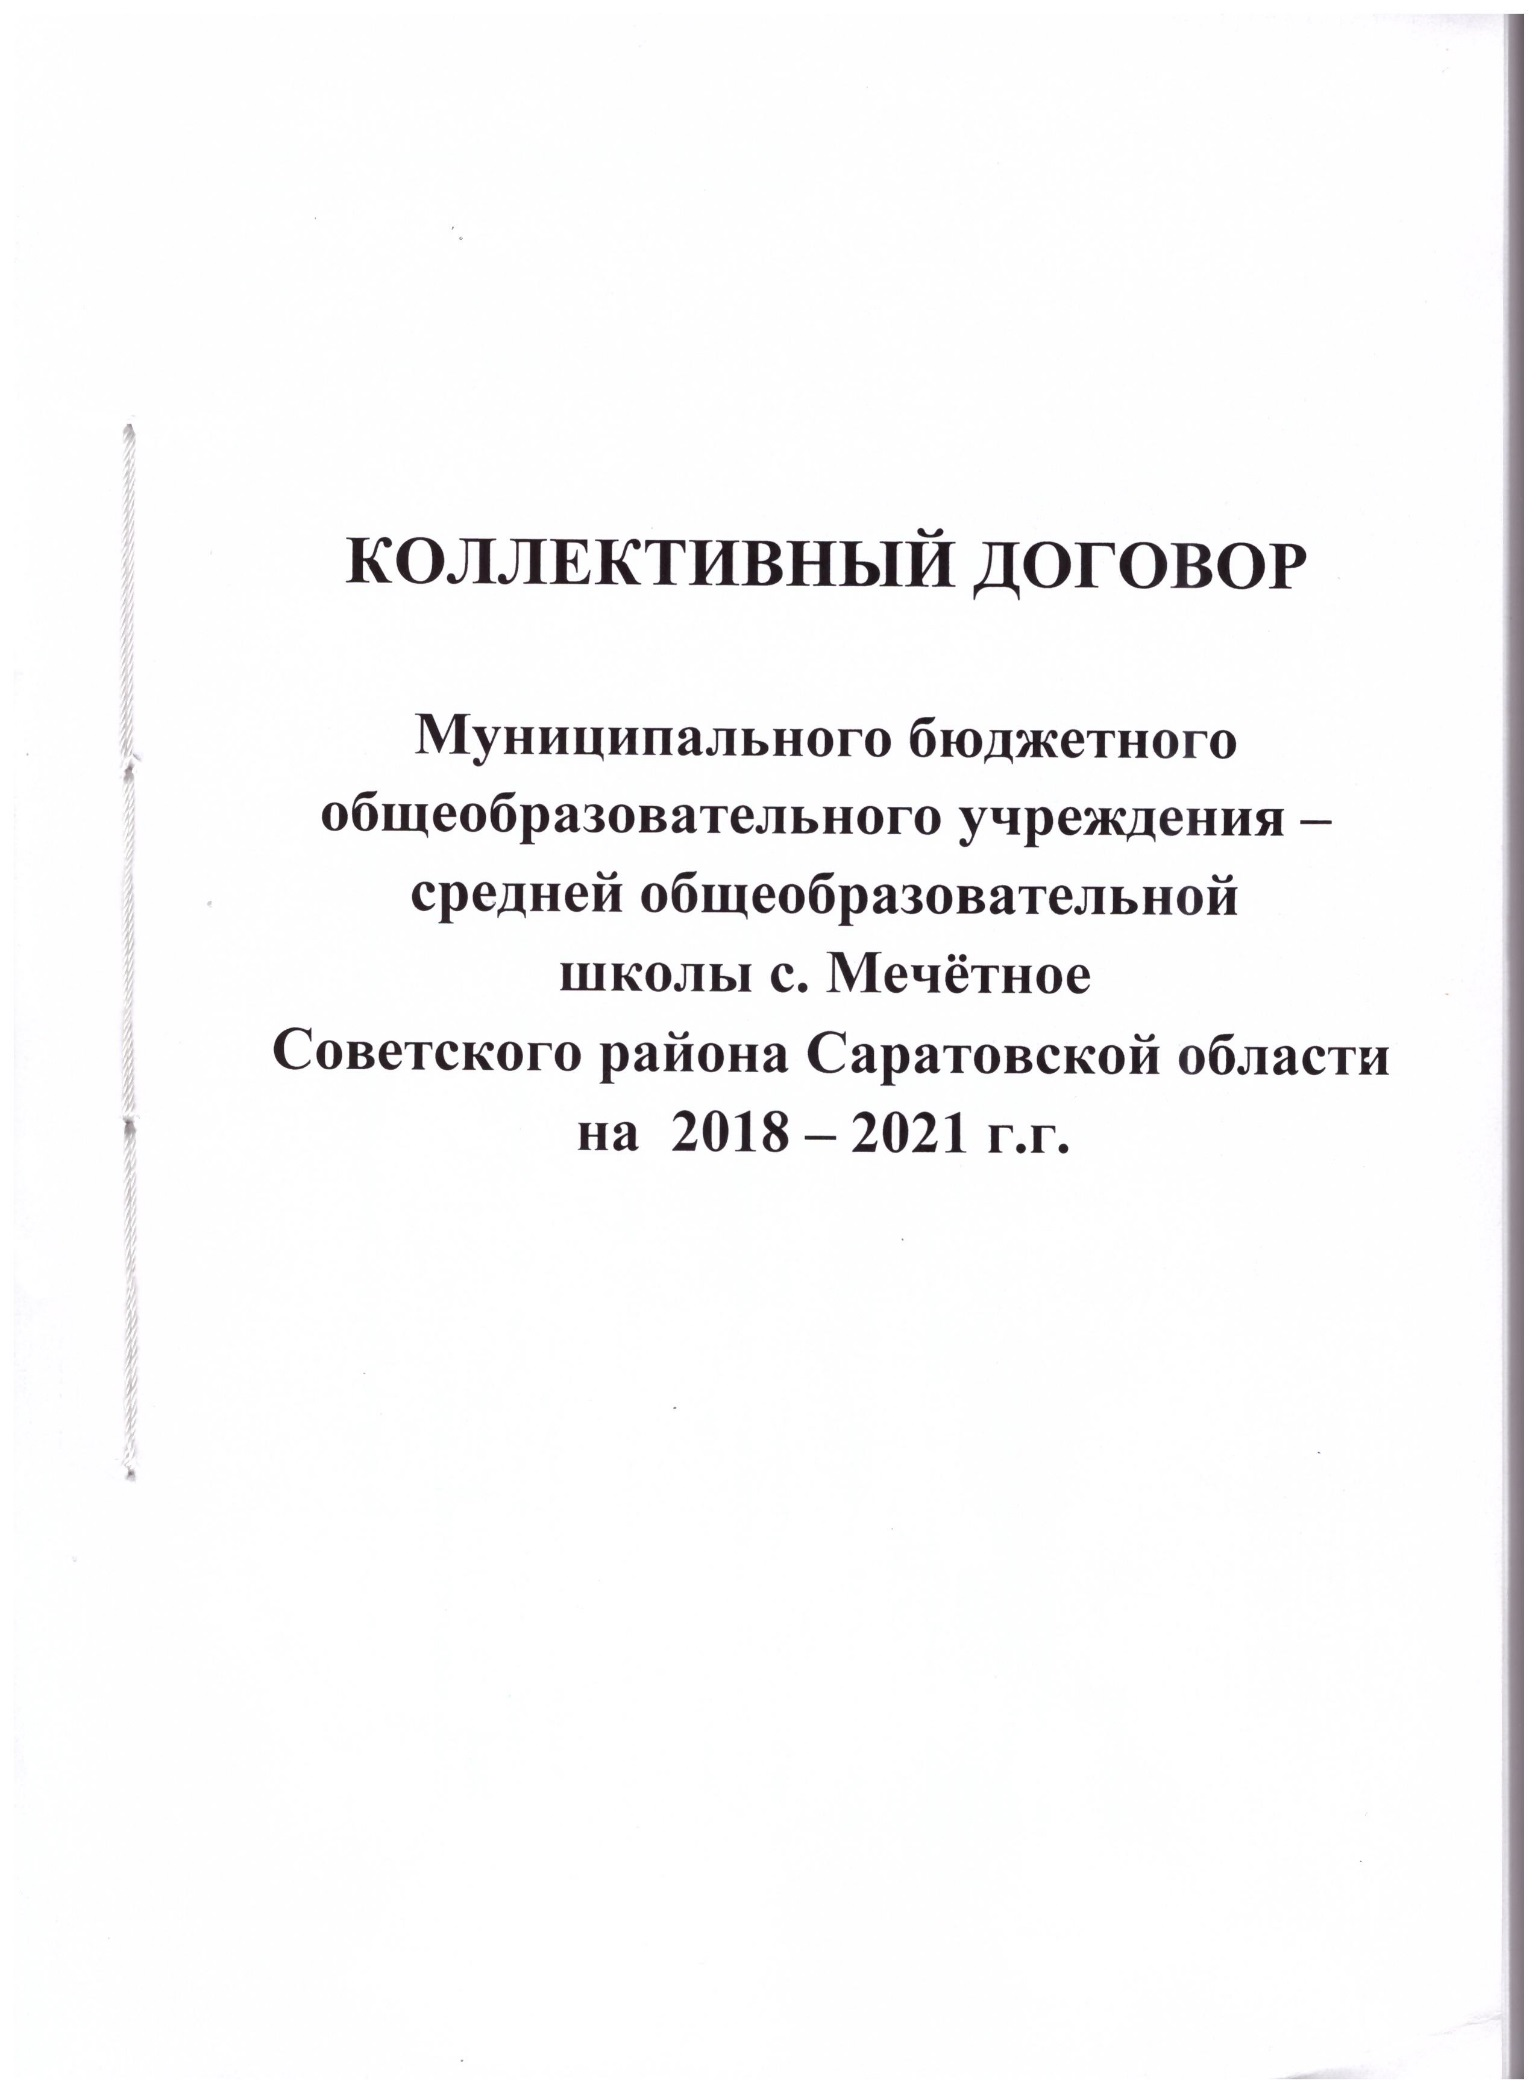 КОЛЛЕКТИВНЫЙ ДОГОВОР
Муниципального бюджетного
общеобразовательного учреждения –
средней общеобразовательной
школы с. Мечётное
Советского района Саратовской области
на 2018 – 2021 г.г.